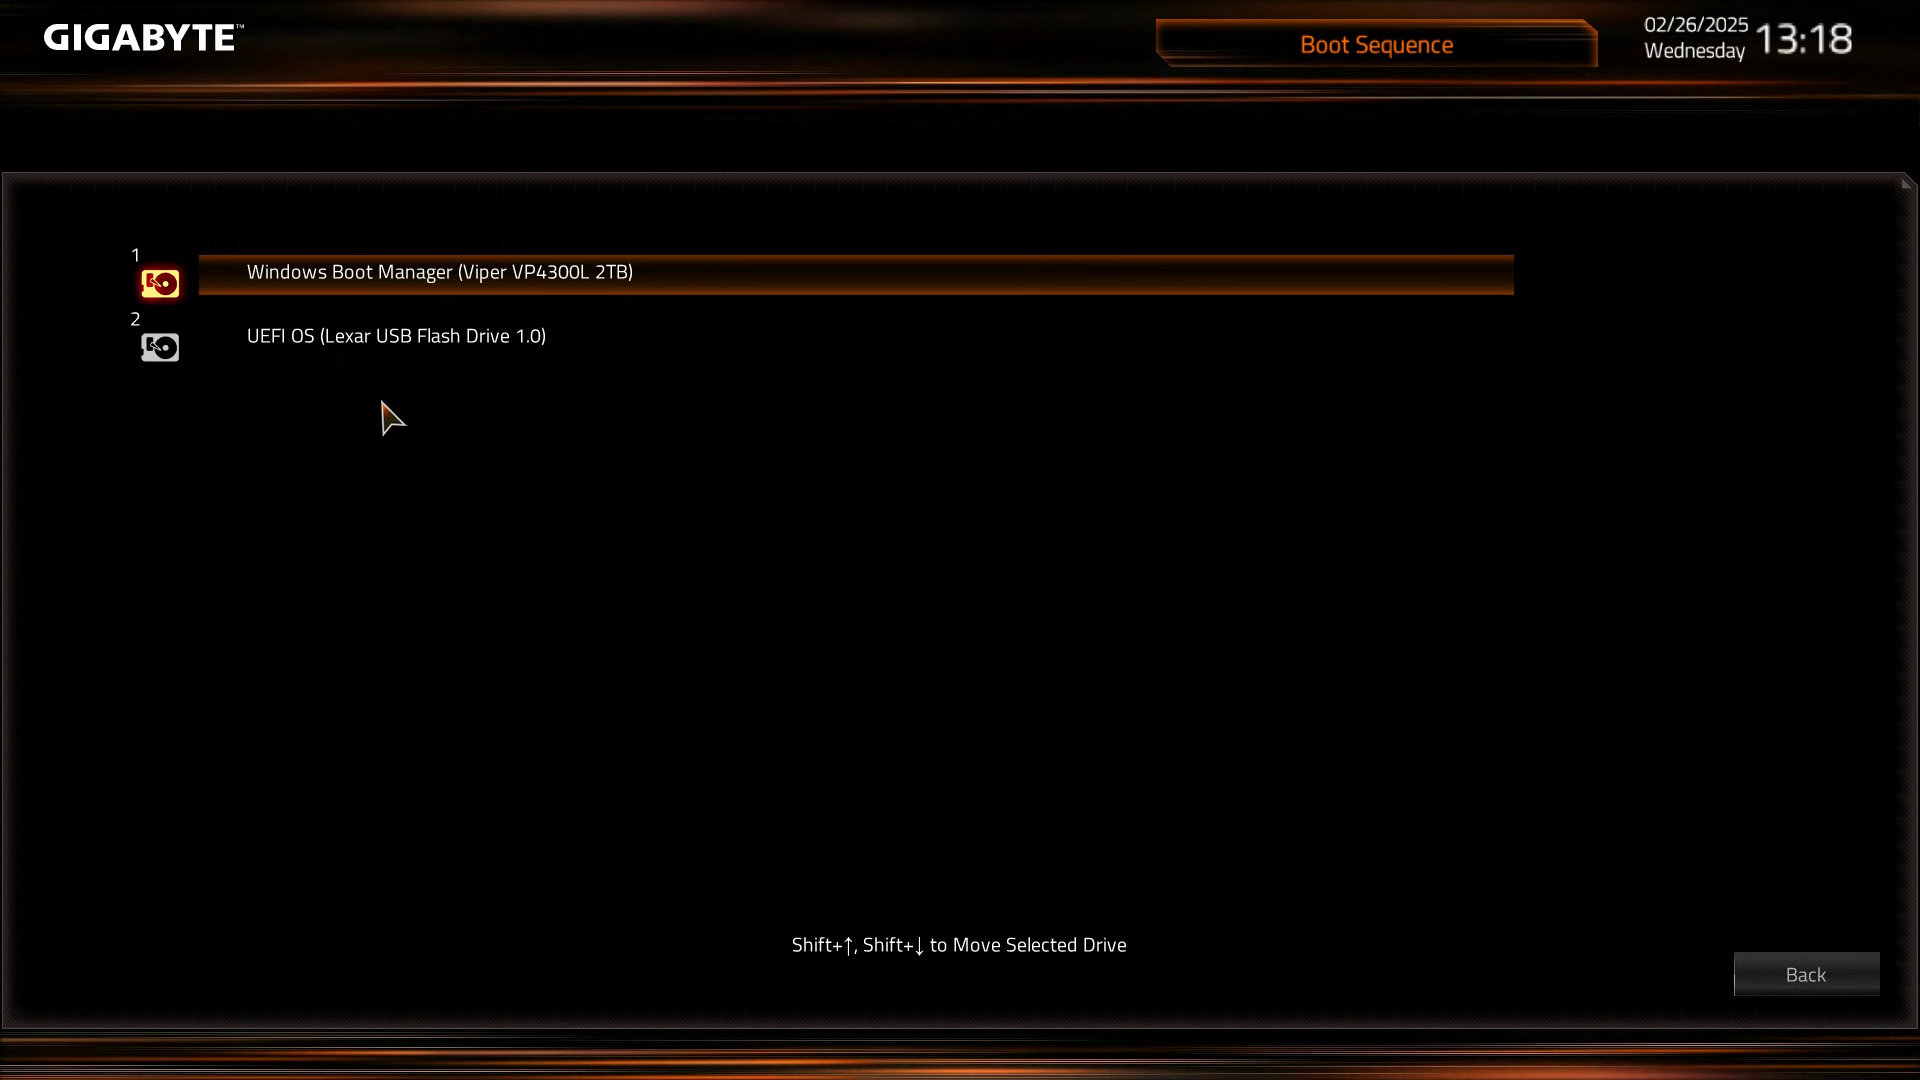 GIGABYTE™
Boot Sequence
02/26/2025
Wednesday
13:18
1
Windows Boot Manager (Viper VP4300L 2TB)
2
UEFI OS (Lexar USB Flash Drive 1.0)
Shift+↑, Shift+↓ to Move Selected Drive
Back